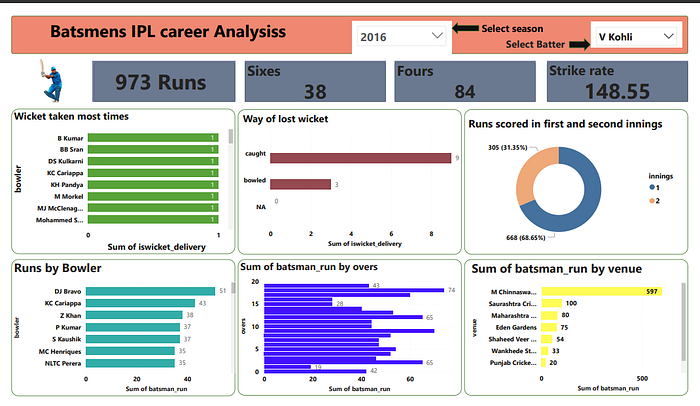 Batsmens IPL career Analysiss
2016
Select season
Select Batter
V Kohli
973 Runs
Sixes
38
Fours
84
Strike rate
148.55
Wicket taken most times
bowler
B Kumar 1
BB Sran 1
DS Kulkarni 1
KC Cariappa 1
KH Pandya 1
M Morkel 1
MJ McClenag... 1
Mohammed S... 1
0 1
Sum of iswicket_delivery
Way of lost wicket
caught 9
bowled 3
NA 0
0 2 4 6 8
Sum of iswicket_delivery
Runs scored in first and second innings
305 (31.35%)
668 (68.65%)
innings
1
2
Runs by Bowler
bowler
DJ Bravo 51
KC Cariappa 43
Z Khan 38
P Kumar 37
S Kaushik 37
MC Henriques 35
NLTC Perera 35
0 20 40
Sum of batsman_run
Sum of batsman_run by overs
overs
20
15
10
5
0
43
74
28
65
65
19
42
0 20 40 60
Sum of batsman_run
Sum of batsman_run by venue
venue
M Chinnaswa... 597
Saurashtra Cri... 100
Maharashtra ... 80
Eden Gardens 75
Shaheed Veer ... 54
Wankhede St... 33
Punjab Cricke... 20
0 500
Sum of batsman_run